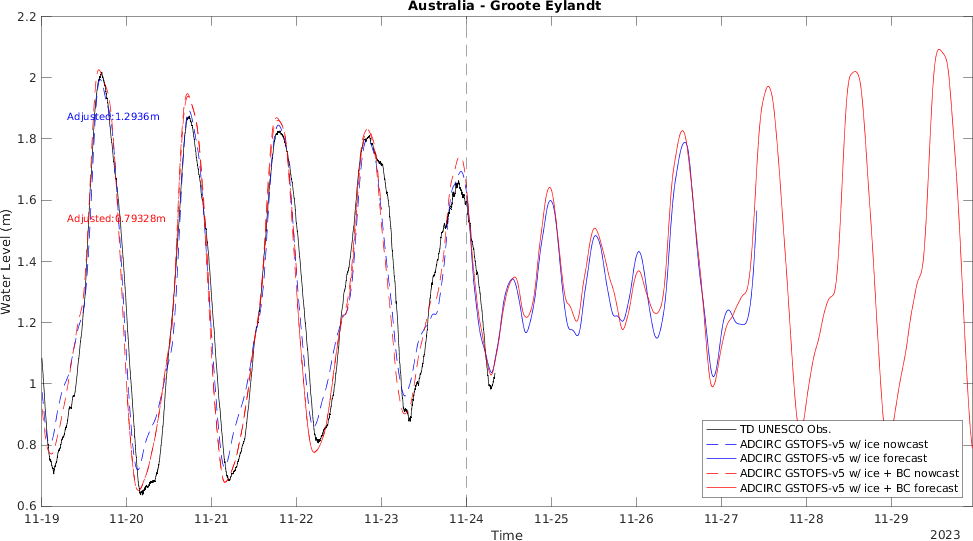 Australia - Groote Eylandt
2.2
2
1.8
1.6
1.4
1.2
1
0.8
0.6
Water Level (m)
Adjusted:1.2936m
Adjusted:0.79328m
TD UNESCO Obs.
ADCIRC GSTOFS-v5 w/ ice nowcast
ADCIRC GSTOFS-v5 w/ ice forecast
ADCIRC GSTOFS-v5 w/ ice + BC nowcast
ADCIRC GSTOFS-v5 w/ ice + BC forecast
11-19 11-20 11-21 11-22 11-23 11-24 11-25 11-26 11-27 11-28 11-29
Time
2023